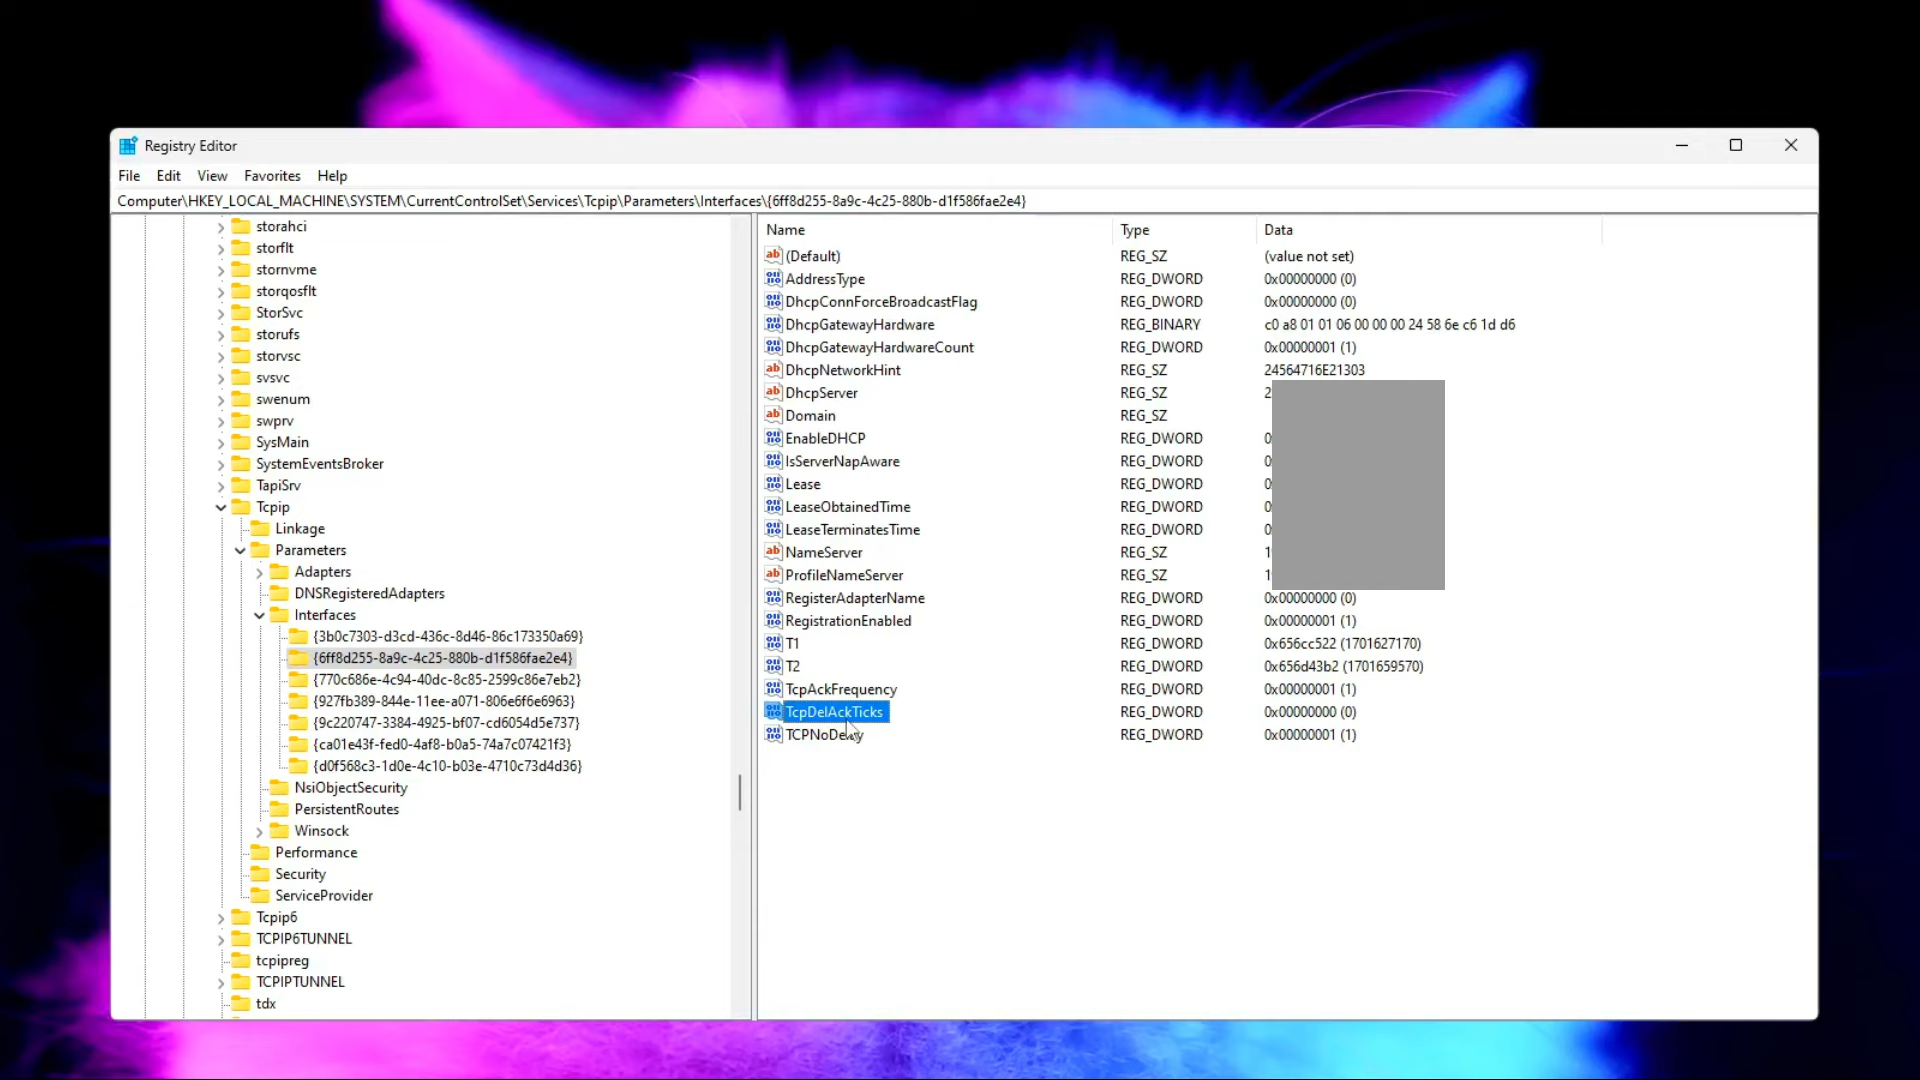 Registry Editor
File Edit View Favorites Help
Computer\HKEY_LOCAL_MACHINE\SYSTEM\CurrentControlSet\Services\Tcpip\Parameters\Interfaces\{6ff8d255-8a9c-4c25-880b-d1f586fae2e4}
storahci
storflt
stornvme
storqosflt
StorSvc
storufs
storvsc
svsvc
swenum
swprv
SysMain
SystemEventsBroker
TapiSrv
Tcpip
Linkage
Parameters
Adapters
DNSRegisteredAdapters
Interfaces
{3b0c7303-d3cd-436c-8d46-86c173350a69}
{6ff8d255-8a9c-4c25-880b-d1f586fae2e4}
{770c686e-4c94-40dc-8c85-2599c86e7eb2}
{927fb389-844e-11ee-a071-806e6f6e6963}
{9c220747-3384-4925-bf07-cd6054d5e737}
{ca01e43f-fed0-4af8-b0a5-74a7c07421f3}
{d0f568c3-1d0e-4c10-b03e-4710c73d4d36}
NsiObjectSecurity
PersistentRoutes
Winsock
Performance
Security
ServiceProvider
Tcpip6
TCPIP6TUNNEL
tcpipreg
TCPIPTUNNEL
tdx
Name Type Data
(Default) REG_SZ (value not set)
AddressType REG_DWORD 0x00000000 (0)
DhcpConnForceBroadcastFlag REG_DWORD 0x00000000 (0)
DhcpGatewayHardware REG_BINARY c0 a8 01 01 06 00 00 00 24 58 6e c6 1d d6
DhcpGatewayHardwareCount REG_DWORD 0x00000001 (1)
DhcpNetworkHint REG_SZ 24564716E21303
DhcpServer REG_SZ 2
Domain REG_SZ
EnableDHCP REG_DWORD 0
IsServerNapAware REG_DWORD 0
Lease REG_DWORD 0
LeaseObtainedTime REG_DWORD 0
LeaseTerminatesTime REG_DWORD 0
NameServer REG_SZ 1
ProfileNameServer REG_SZ 1
RegisterAdapterName REG_DWORD 0x00000000 (0)
RegistrationEnabled REG_DWORD 0x00000001 (1)
T1 REG_DWORD 0x656cc522 (1701627170)
T2 REG_DWORD 0x656d43b2 (1701659570)
TcpAckFrequency REG_DWORD 0x00000001 (1)
TcpDelAckTicks REG_DWORD 0x00000000 (0)
TCPNoDelay REG_DWORD 0x00000001 (1)